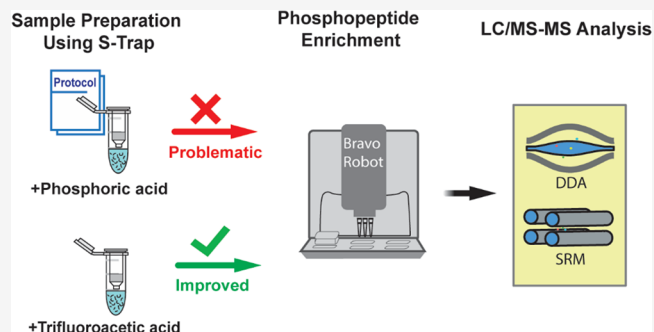 Sample Preparation
Using S-Trap
Phosphopeptide
Enrichment
LC/MS-MS Analysis
Protocol
Problematic
+Phosphoric acid
Bravo
Robot
DDA
SRM
Improved
+Trifluoroacetic acid